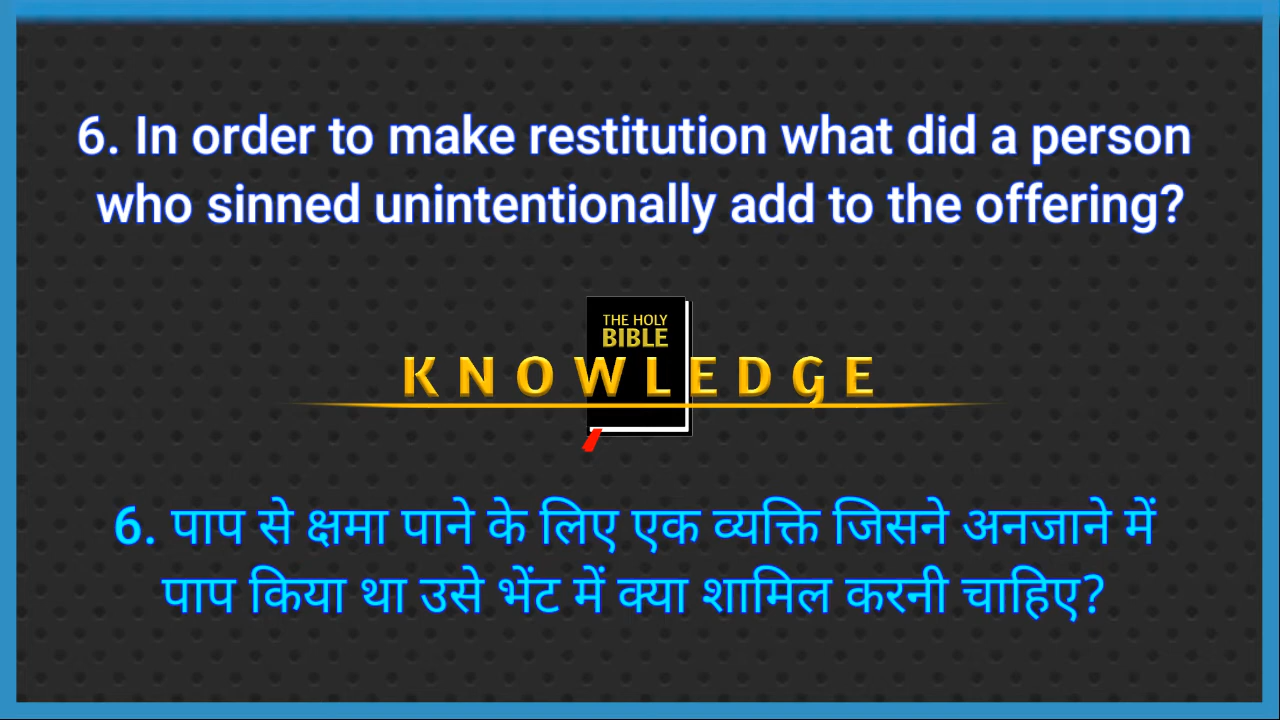 6. In order to make restitution what did a person
who sinned unintentionally add to the offering?
THE HOLY
BIBLE
KNOWLEDGE
6. पाप से क्षमा पाने के लिए एक व्यक्ति जिसने अनजाने में
पाप किया था उसे भेंट में क्या शामिल करनी चाहिए?